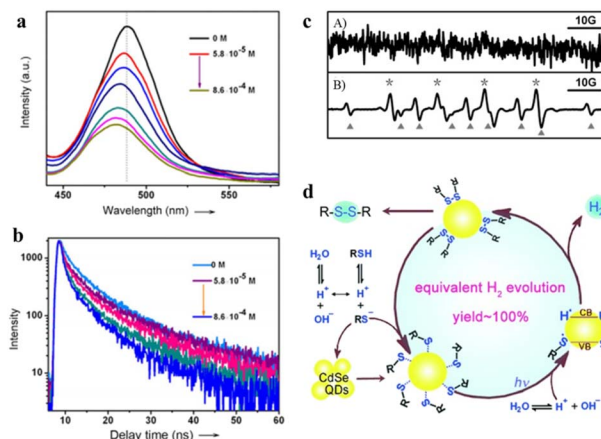 a
0 M
5.8·10⁻⁵ M
8.6·10⁻⁴ M
Intensity (a.u.)
450 500 550
Wavelength (nm)
b
0 M
5.8·10⁻⁵ M
8.6·10⁻⁴ M
Intensity
1000
100
10
10 20 30 40 50 60
Delay time (ns)
c
A)
10G
B)
10G
* * * *
d
R-S-S-R
H₂
H₂O RSH
H⁺ H⁺
+ +
OH⁻ RS⁻
equivalent H₂ evolution
yield~100%
CdSe
QDs
CB
VB
hν
H₂O H⁺ + OH⁻